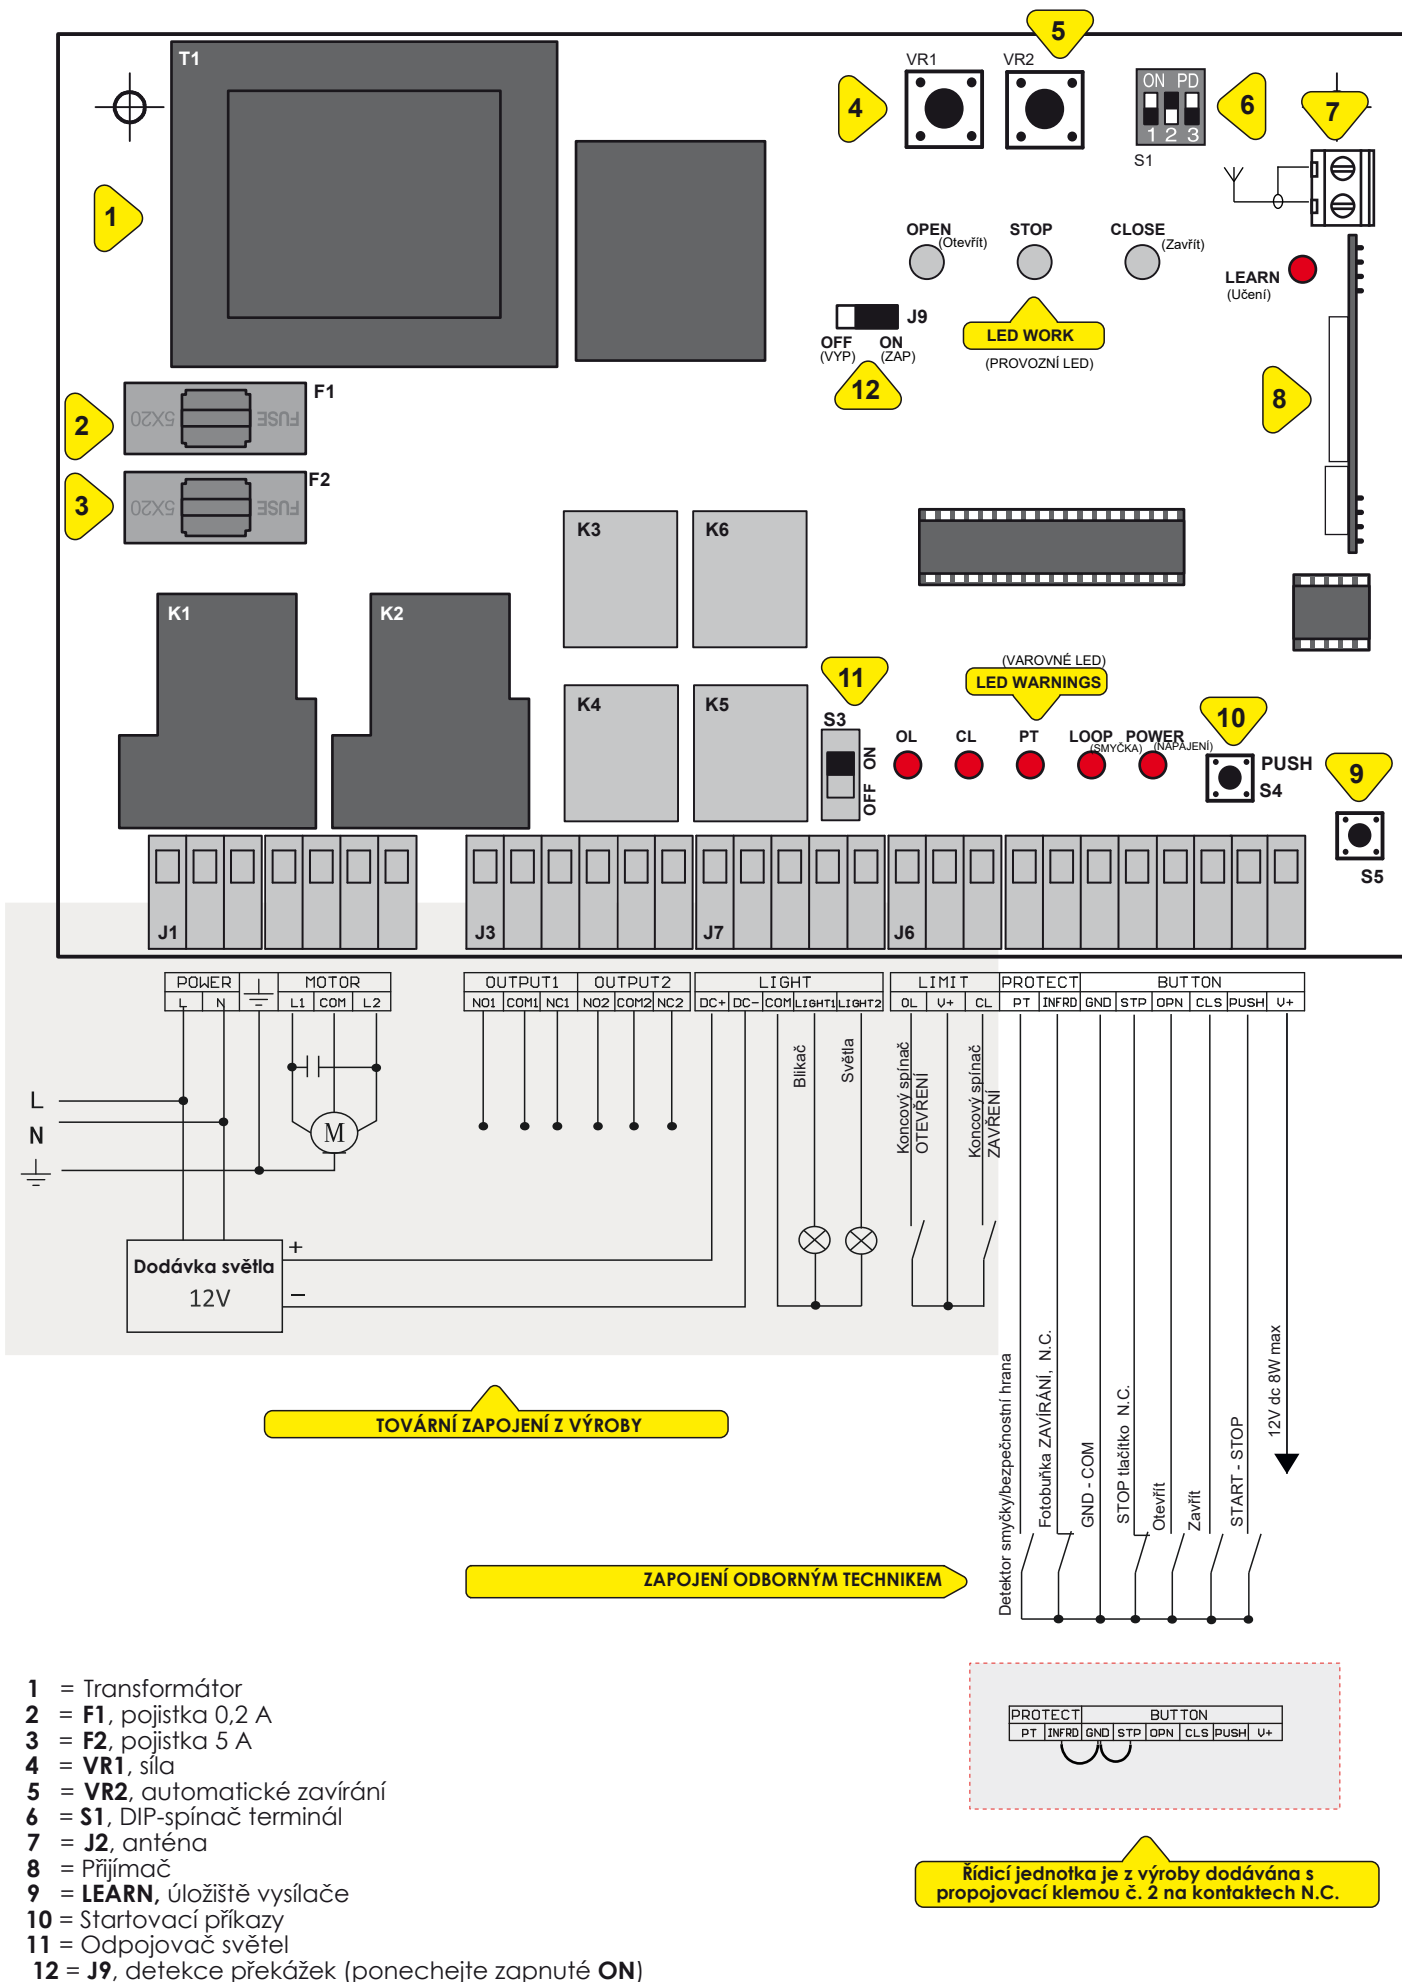 5
T1
VR1
VR2
ON PD
1 2 3
S1
4
6
7
1
OPEN
(Otevřít)
STOP
CLOSE
(Zavřít)
LEARN
(Učení)
J9
OFF
(VYP)
ON
(ZAP)
LED WORK
(PROVOZNÍ LED)
12
8
2
F1
5X20
FUSE
3
F2
5X20
FUSE
K3
K6
K1
K2
K4
K5
11
S3
ON
OFF
(VAROVNÉ LED)
LED WARNINGS
OL
CL
PT
LOOP
(SMYČKA)
POWER
(NAPÁJENÍ)
10
PUSH
S4
9
S5
J1
J3
J7
J6
POWER
MOTOR
OUTPUT1
OUTPUT2
LIGHT
LIMIT
PROTECT
BUTTON
L N L1 COM L2 NO1 COM1 NC1 NO2 COM2 NC2 DC+ DC- COM LIGHT1 LIGHT2 OL V+ CL PT INFRD GND STP OPN CLS PUSH V+
Blikač
Světla
Koncový spínač
OTEVŘENÍ
Koncový spínač
ZAVŘENÍ
L
N
M
Dodávka světla
12V
+
−
Detektor smyčky/bezpečnostní hrana
Fotobuňka ZAVÍRÁNÍ, N.C.
GND - COM
STOP tlačítko N.C.
Otevřít
Zavřít
START - STOP
12V dc 8W max
TOVÁRNÍ ZAPOJENÍ Z VÝROBY
ZAPOJENÍ ODBORNÝM TECHNIKEM
1 = Transformátor
2 = F1, pojistka 0,2 A
3 = F2, pojistka 5 A
4 = VR1, síla
5 = VR2, automatické zavírání
6 = S1, DIP-spínač terminál
7 = J2, anténa
8 = Přijímač
9 = LEARN, úložiště vysílače
10 = Startovací příkazy
11 = Odpojovač světel
12 = J9, detekce překážek (ponechejte zapnuté ON)
PROTECT BUTTON
PT INFRD GND STP OPN CLS PUSH V+
Řídicí jednotka je z výroby dodávána s
propojovací klemou č. 2 na kontaktech N.C.